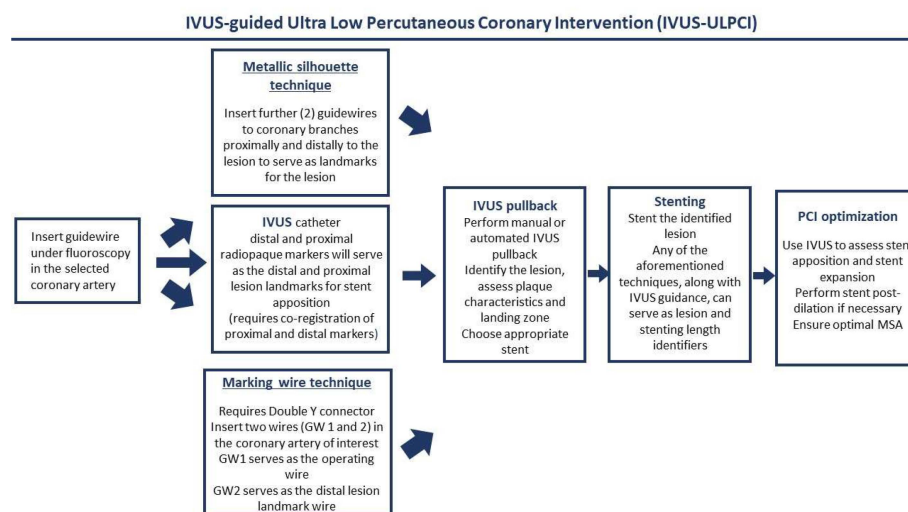 IVUS-guided Ultra Low Percutaneous Coronary Intervention (IVUS-ULPCI)
Metallic silhouette
technique
Insert further (2) guidewires
to coronary branches
proximally and distally to the
lesion to serve as landmarks
for the lesion
Insert guidewire
under fluoroscopy
in the selected
coronary artery
IVUS catheter
distal and proximal
radiopaque markers will serve
as the distal and proximal
lesion landmarks for stent
apposition
(requires co-registration of
proximal and distal markers)
Marking wire technique
Requires Double Y connector
Insert two wires (GW 1 and 2) in
the coronary artery of interest
GW1 serves as the operating
wire
GW2 serves as the distal lesion
landmark wire
IVUS pullback
Perform manual or
automated IVUS
pullback
Identify the lesion,
assess plaque
characteristics and
landing zone
Choose appropriate
stent
Stenting
Stent the identified
lesion
Any of the
aforementioned
techniques, along with
IVUS guidance, can
serve as lesion and
stenting length
identifiers
PCI optimization
Use IVUS to assess stent
apposition and stent
expansion
Perform stent post-
dilation if necessary
Ensure optimal MSA